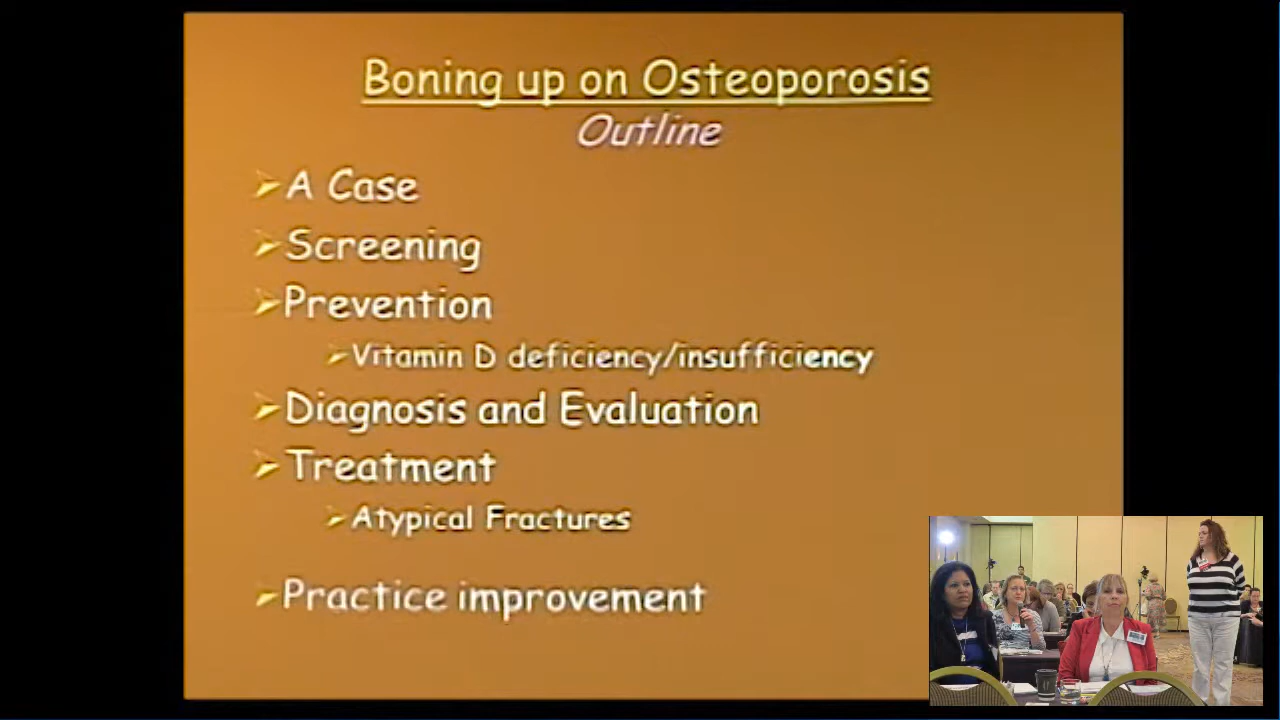 Boning up on Osteoporosis
Outline
A Case
Screening
Prevention
Vitamin D deficiency/insufficiency
Diagnosis and Evaluation
Treatment
Atypical Fractures
Practice improvement